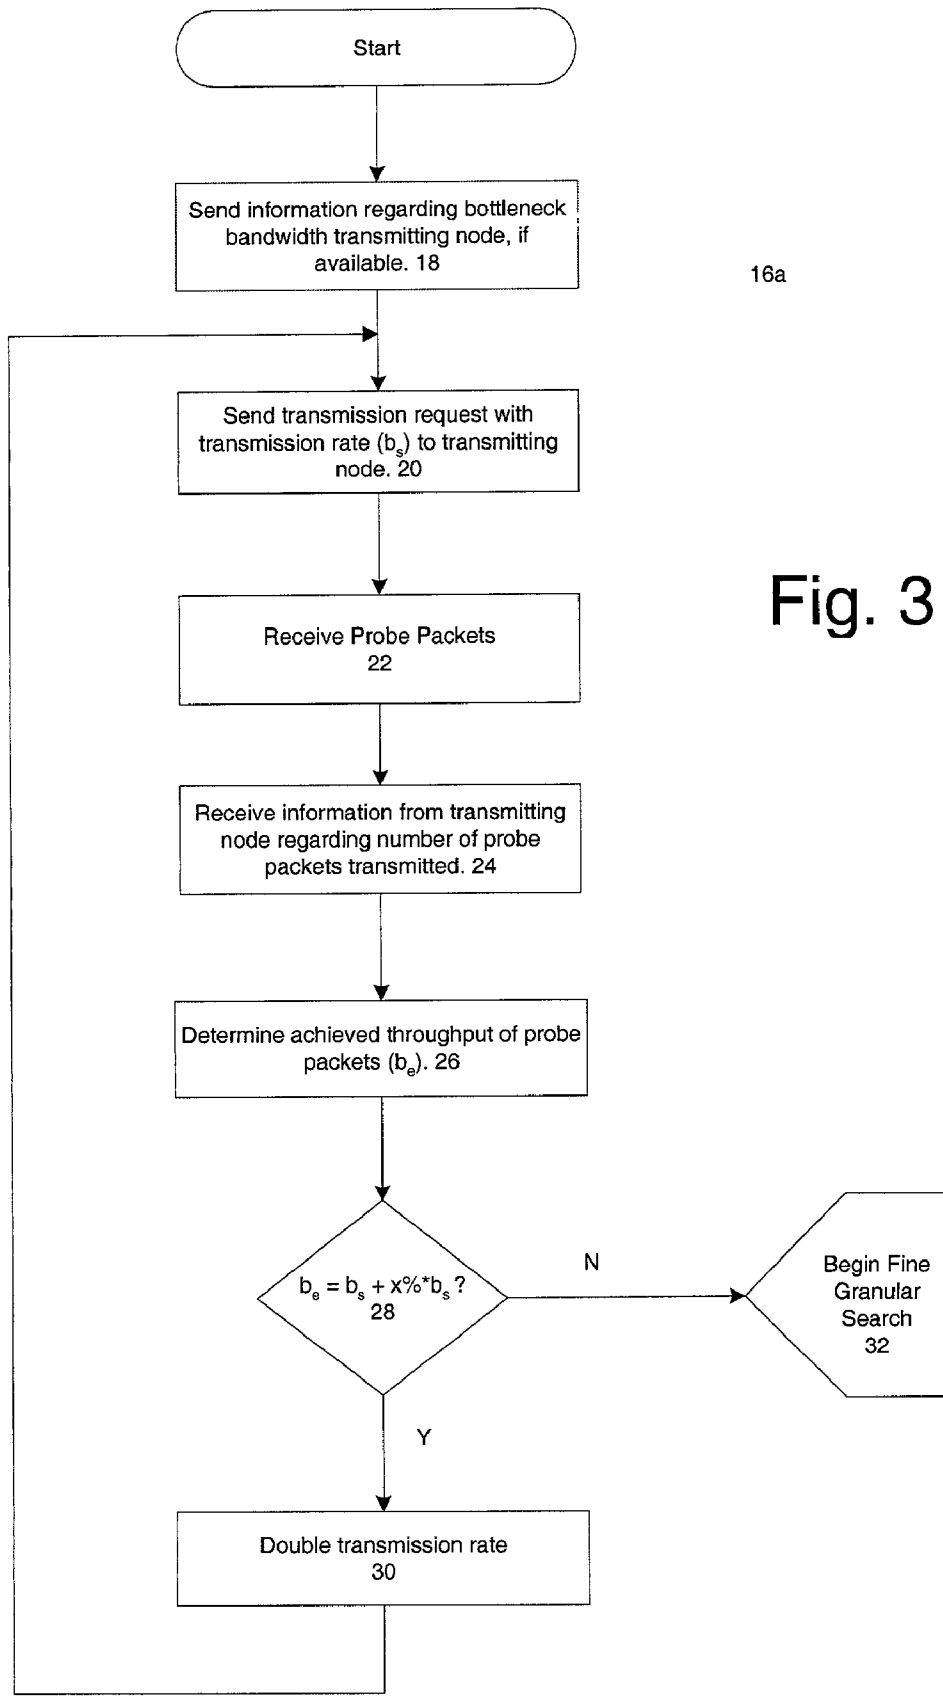 Start
Send information regarding bottleneck
bandwidth transmitting node, if
available. 18
16a
Send transmission request with
transmission rate (bs) to transmitting
node. 20
Fig. 3
Receive Probe Packets
22
Receive information from transmitting
node regarding number of probe
packets transmitted. 24
Determine achieved throughput of probe
packets (be). 26
be = bs + x%*bs ?
28
N
Begin Fine
Granular
Search
32
Y
Double transmission rate
30